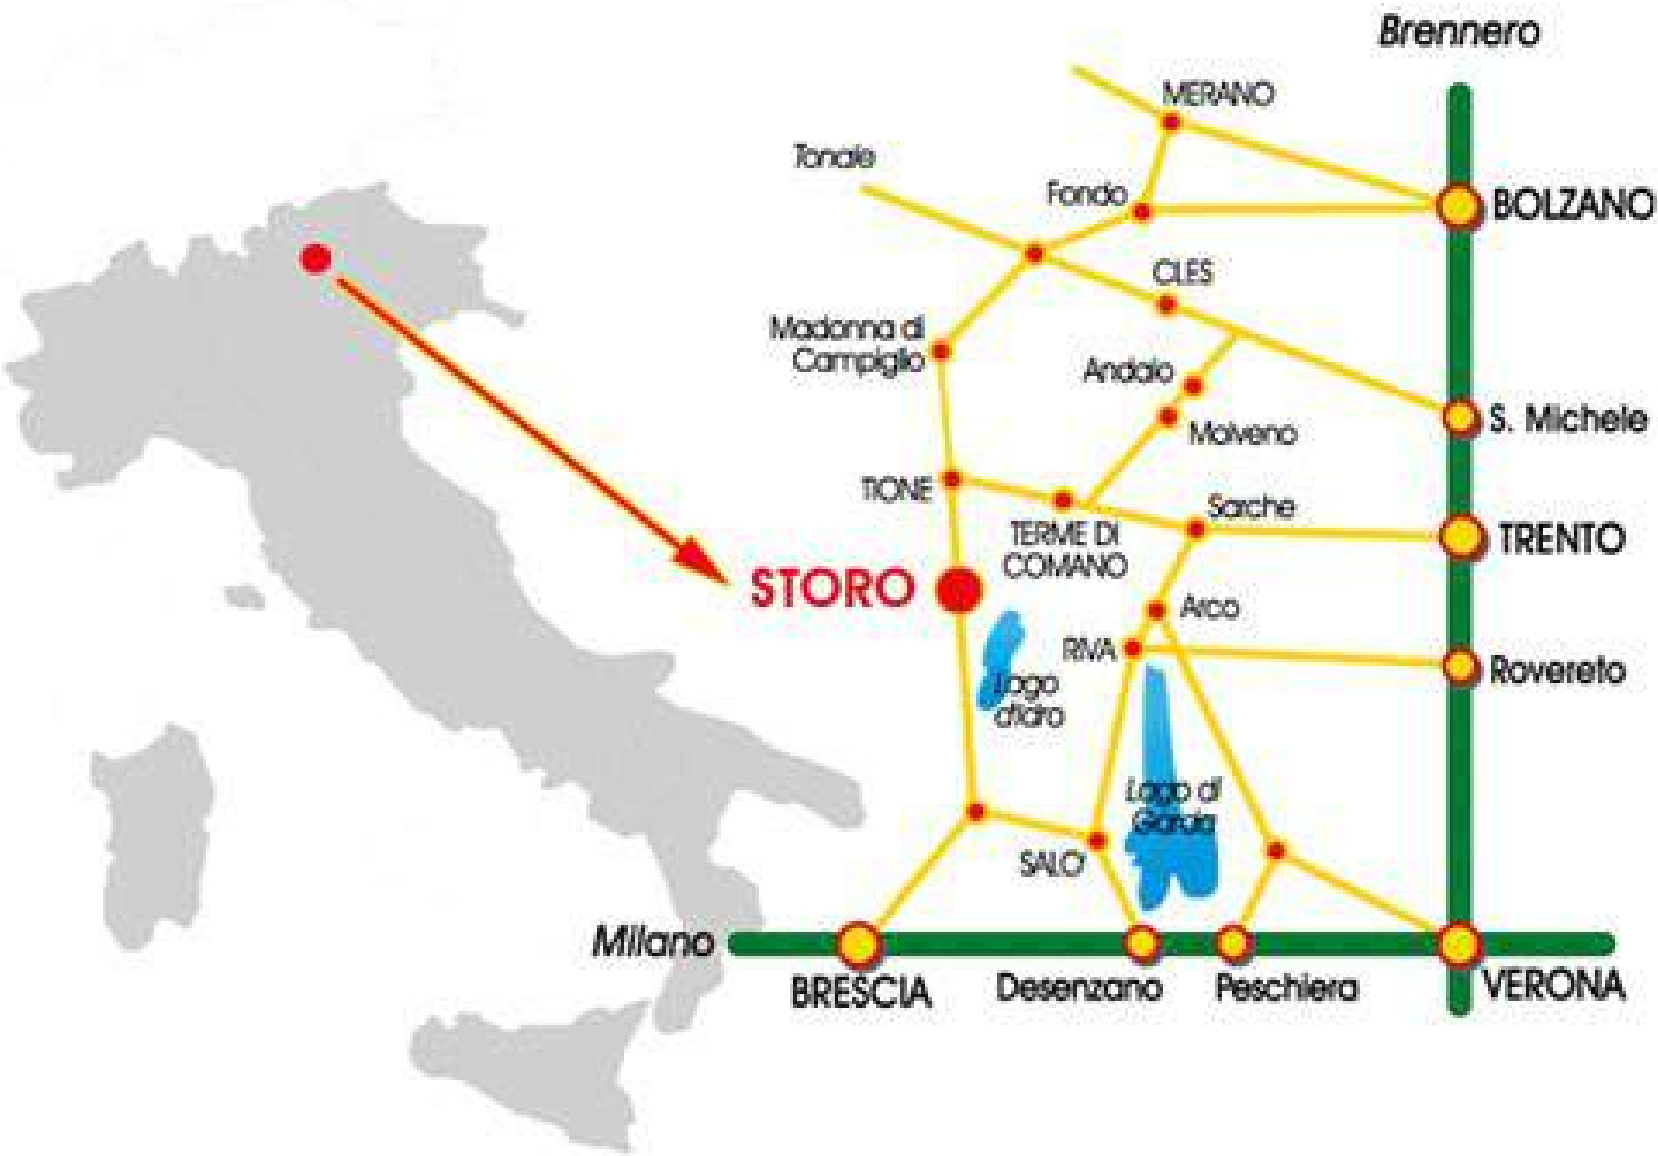 Brennero
MERANO
Tonale
Fondo
BOLZANO
CLES
Madonna di
Campiglio
Andalo
S. Michele
Molveno
TIONE
Sarche
TERME DI
COMANO
TRENTO
STORO
Arco
RIVA
Rovereto
Lago
d'Idro
Lago di
Garda
SALO'
Milano
BRESCIA
Desenzano
Peschiera
VERONA